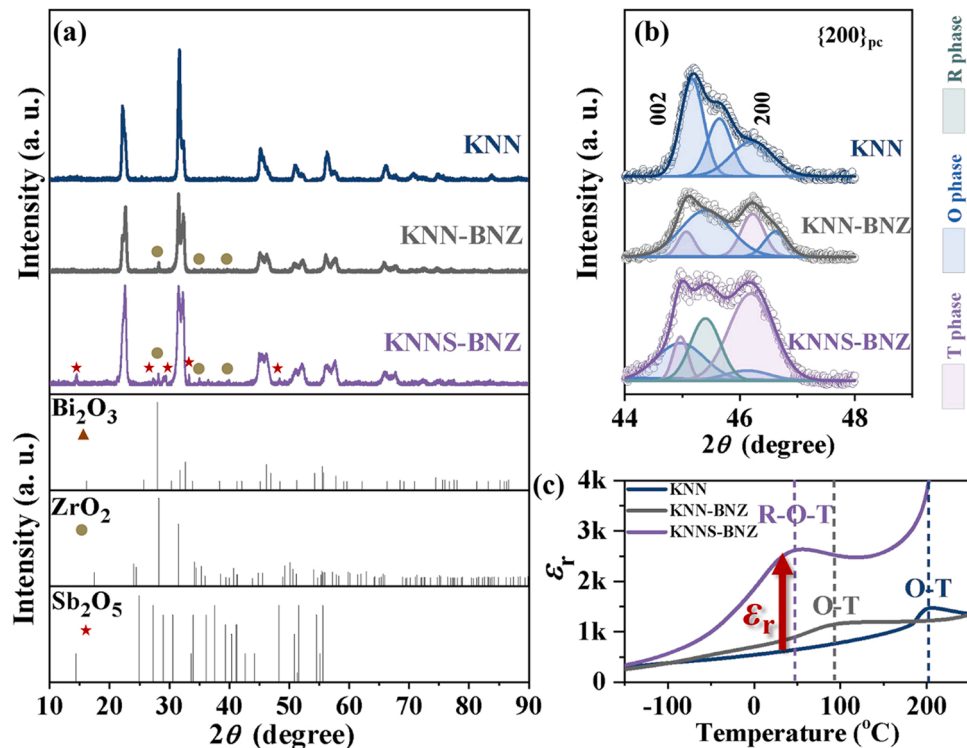 (a)
Intensity (a. u.)
KNN
KNN-BNZ
KNNS-BNZ
Intensity (a. u.)
Bi₂O₃
ZrO₂
Sb₂O₅
10 20 30 40 50 60 70 80 90
2θ (degree)
(b)
{200}pc
Intensity (a. u.)
002
200
KNN
KNN-BNZ
KNNS-BNZ
44 46 48
2θ (degree)
R phase
O phase
T phase
(c)
KNN
KNN-BNZ
KNNS-BNZ
R-O-T
O-T
O-T
εr
εr
4k
3k
2k
1k
0
-100 0 100 200
Temperature (°C)